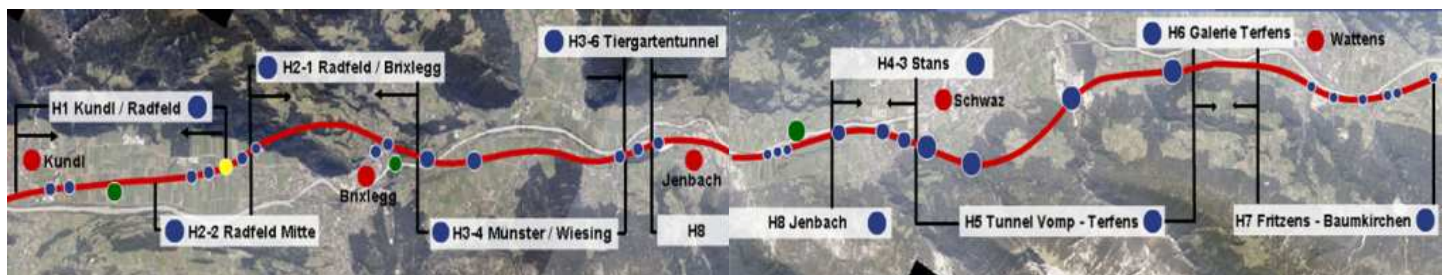 H3-6 Tiergartentunnel
H2-1 Radfeld / Brixlegg
H1 Kundl / Radfeld
Kundl
Brixlegg
Jenbach
H2-2 Radfeld Mitte
H3-4 Munster / Wiesing
H8
H6 Galerie Terfens
Wattens
H4-3 Stans
Schwaz
H8 Jenbach
H5 Tunnel Vomp - Terfens
H7 Fritzens - Baumkirchen